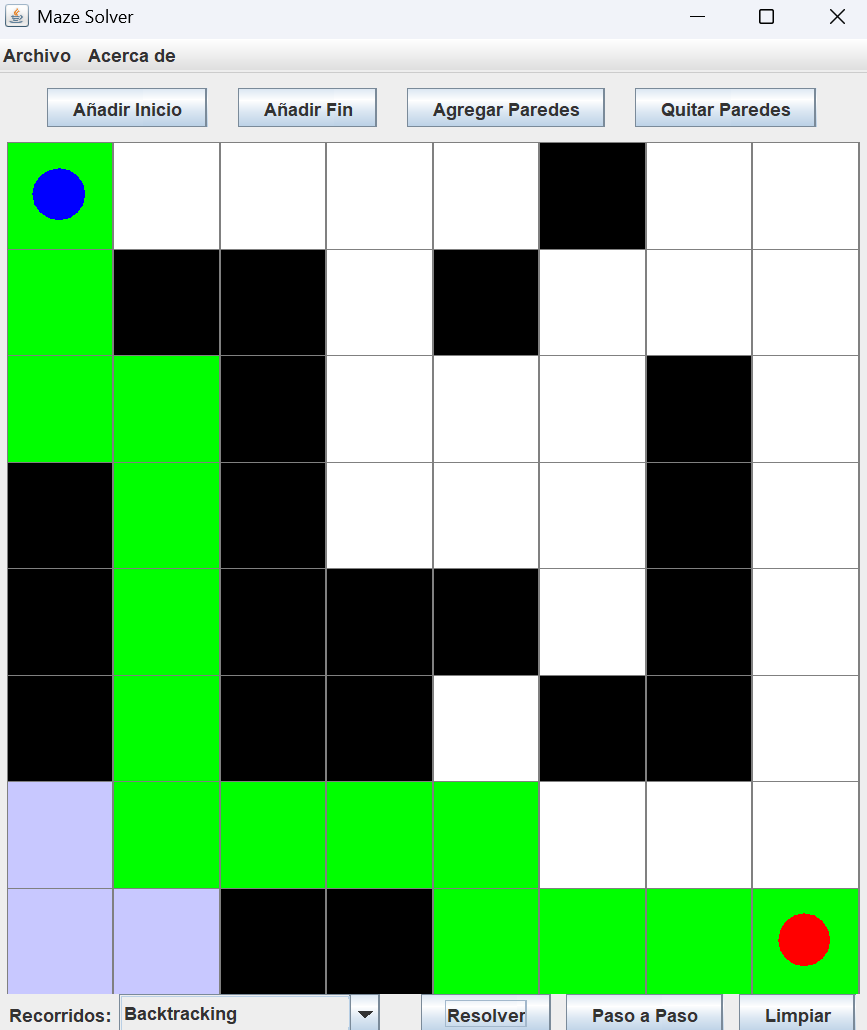 Maze Solver
Archivo Acerca de
Añadir Inicio Añadir Fin Agregar Paredes Quitar Paredes
Recorridos: Backtracking Resolver Paso a Paso Limpiar